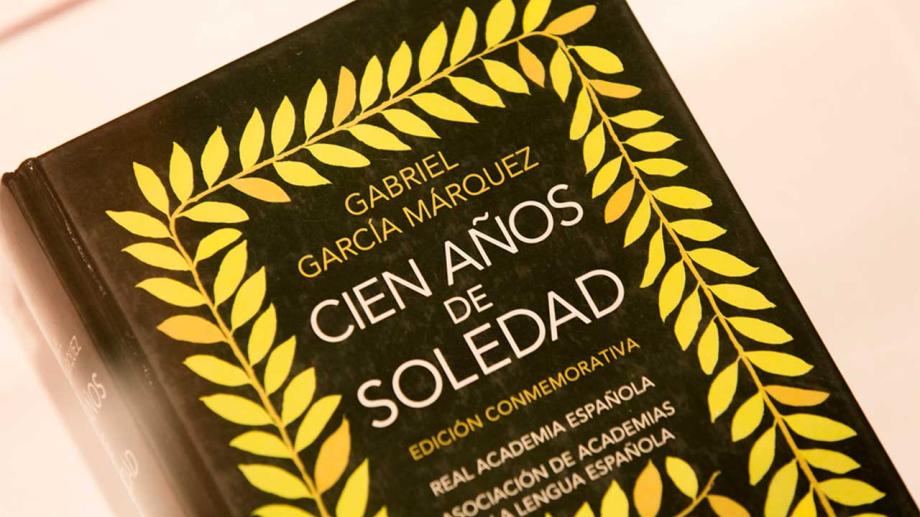 GABRIEL
GARCÍA MÁRQUEZ
CIEN AÑOS
DE
SOLEDAD
EDICIÓN CONMEMORATIVA
REAL ACADEMIA ESPAÑOLA
ASOCIACIÓN DE ACADEMIAS
LA LENGUA ESPAÑOLA